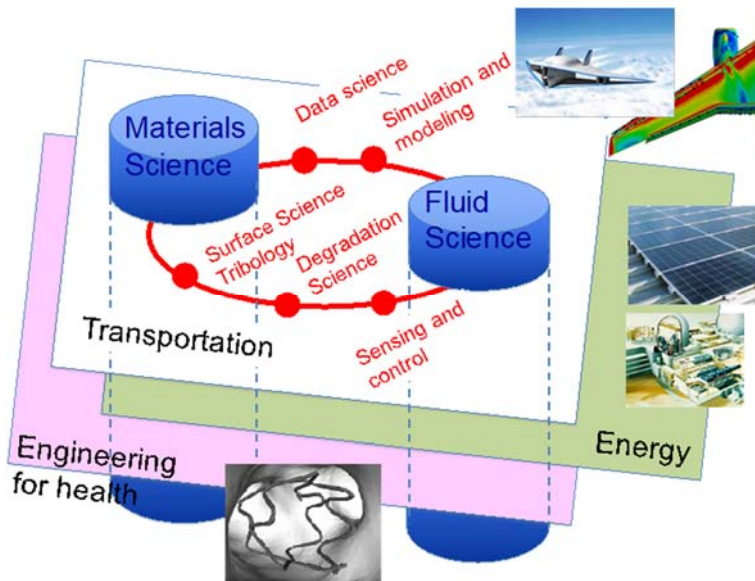 Data science
Simulation and
modeling
Materials
Science
Fluid
Science
Surface Science
Tribology
Degradation
Science
Sensing and
control
Transportation
Energy
Engineering
for health